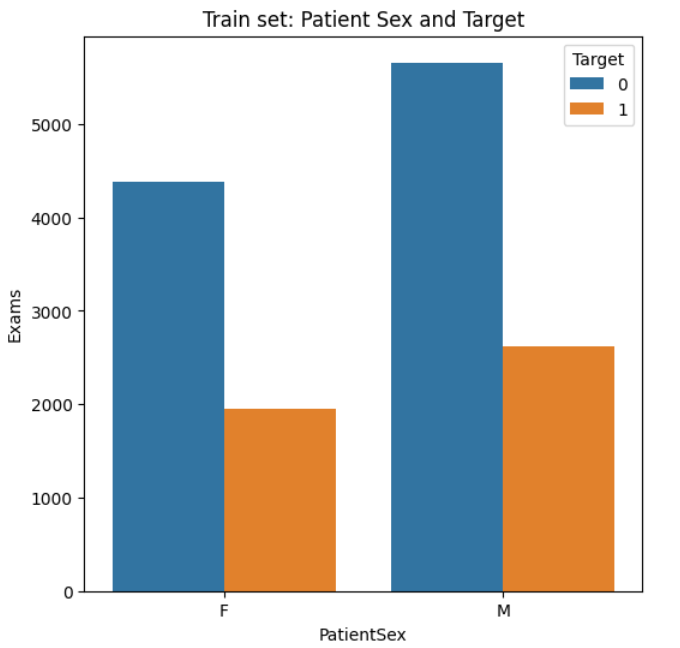 Train set: Patient Sex and Target
Target
0
1
Exams
5000
4000
3000
2000
1000
0
F M
PatientSex